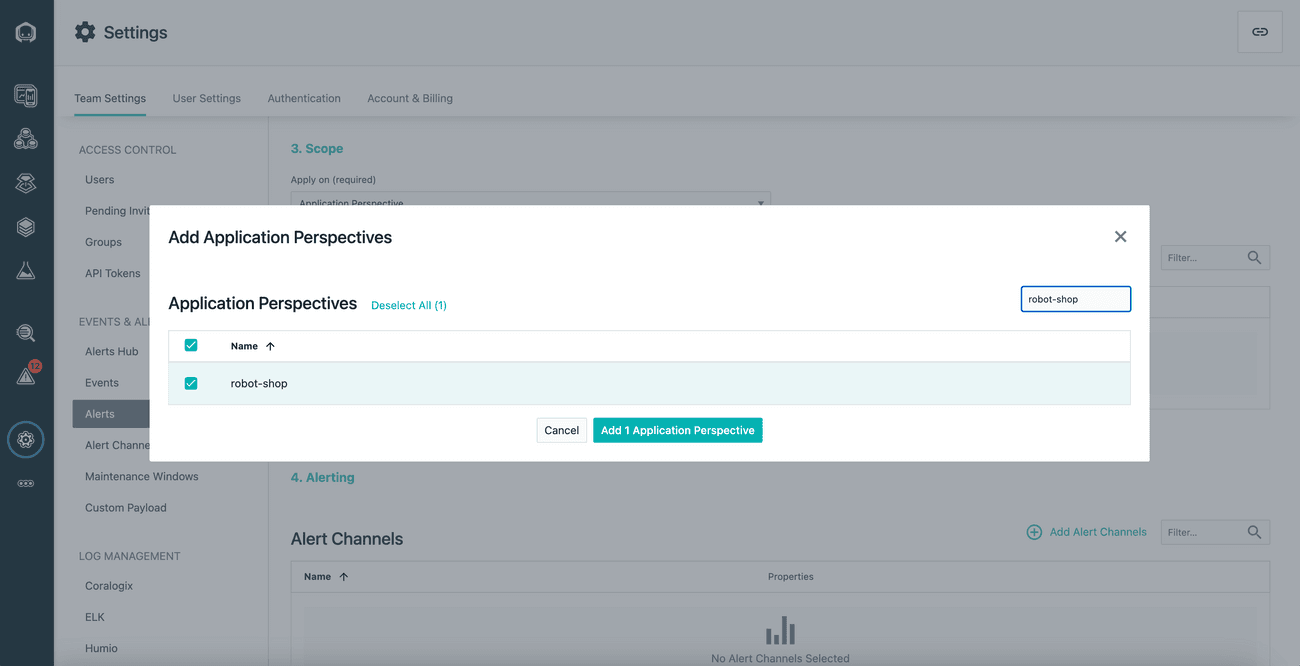 Settings
Team Settings
User Settings
Authentication
Account & Billing
ACCESS CONTROL
Users
Pending Invit
Groups
API Tokens
EVENTS & AL
Alerts Hub
Events
12
Alerts
Alert Channe
Maintenance Windows
Custom Payload
LOG MANAGEMENT
Coralogix
ELK
Humio
3. Scope
Apply on (required)
Application Perspective
Filter...
Add Application Perspectives
Application Perspectives
Deselect All (1)
robot-shop
Name
robot-shop
Cancel
Add 1 Application Perspective
4. Alerting
Alert Channels
Add Alert Channels
Filter...
Name
Properties
No Alert Channels Selected